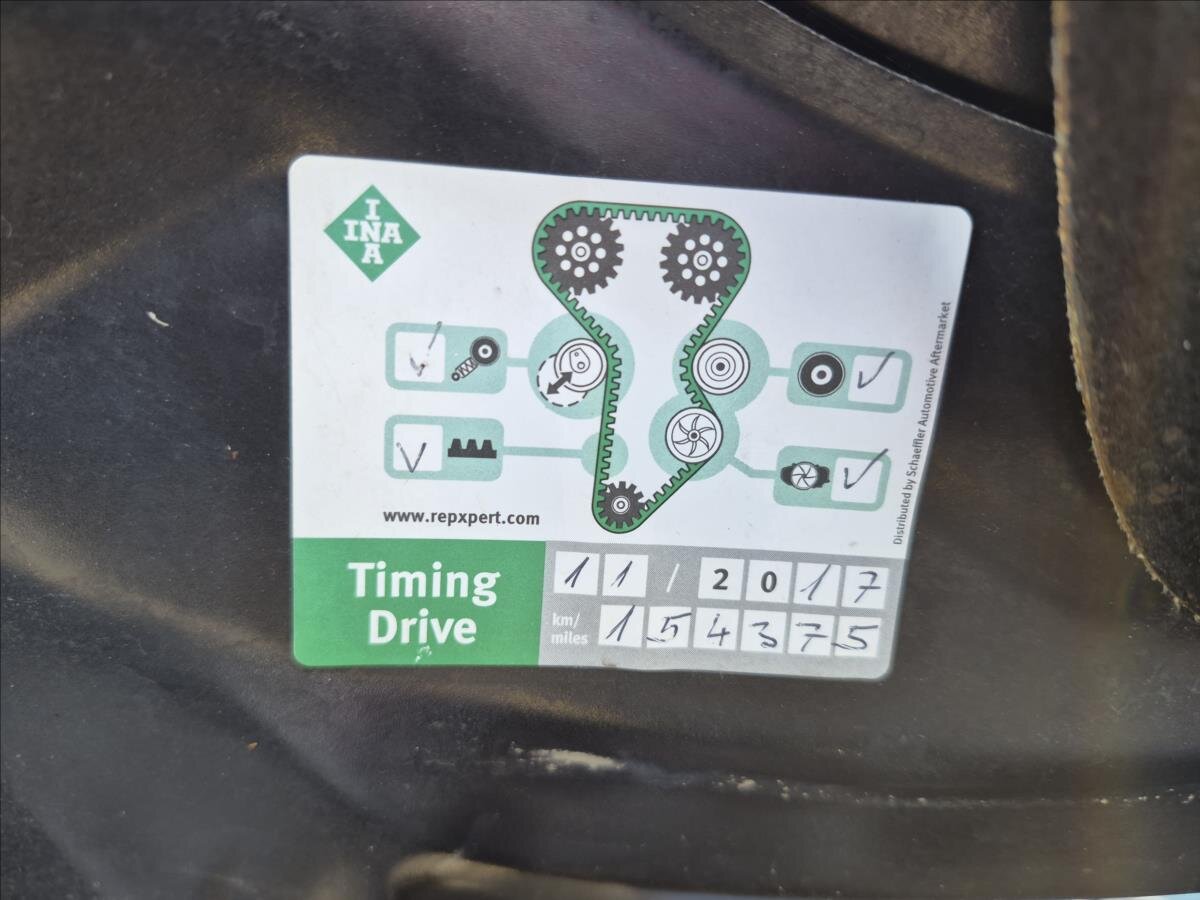 I
INA
A
www.repxpert.com
Distributed by Schaeffler Automotive Aftermarket
Timing
Drive
11 / 2017
km/
miles
154375